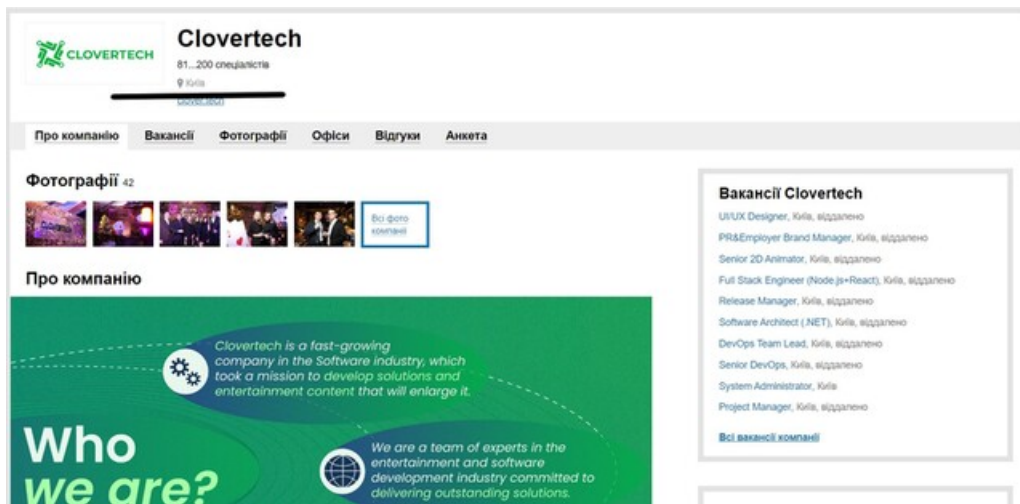 CLOVERTECH
Clovertech
81...200 спеціалістів
Київ
clover.tech
Про компанію Вакансії Фотографії Офіси Відгуки Анкета
Фотографії 42
Всі фото
компанії
Про компанію
Clovertech is a fast-growing
company in the Software industry, which
took a mission to develop solutions and
entertainment content that will enlarge it.
Who
we are?
We are a team of experts in the
entertainment and software
development industry committed to
delivering outstanding solutions.
Вакансії Clovertech
UI/UX Designer, Київ, віддалено
PR&Employer Brand Manager, Київ, віддалено
Senior 2D Animator, Київ, віддалено
Full Stack Engineer (Node.js+React), Київ, віддалено
Release Manager, Київ, віддалено
Software Architect (.NET), Київ, віддалено
DevOps Team Lead, Київ, віддалено
Senior DevOps, Київ, віддалено
System Administrator, Київ
Project Manager, Київ, віддалено
Всі вакансії компанії